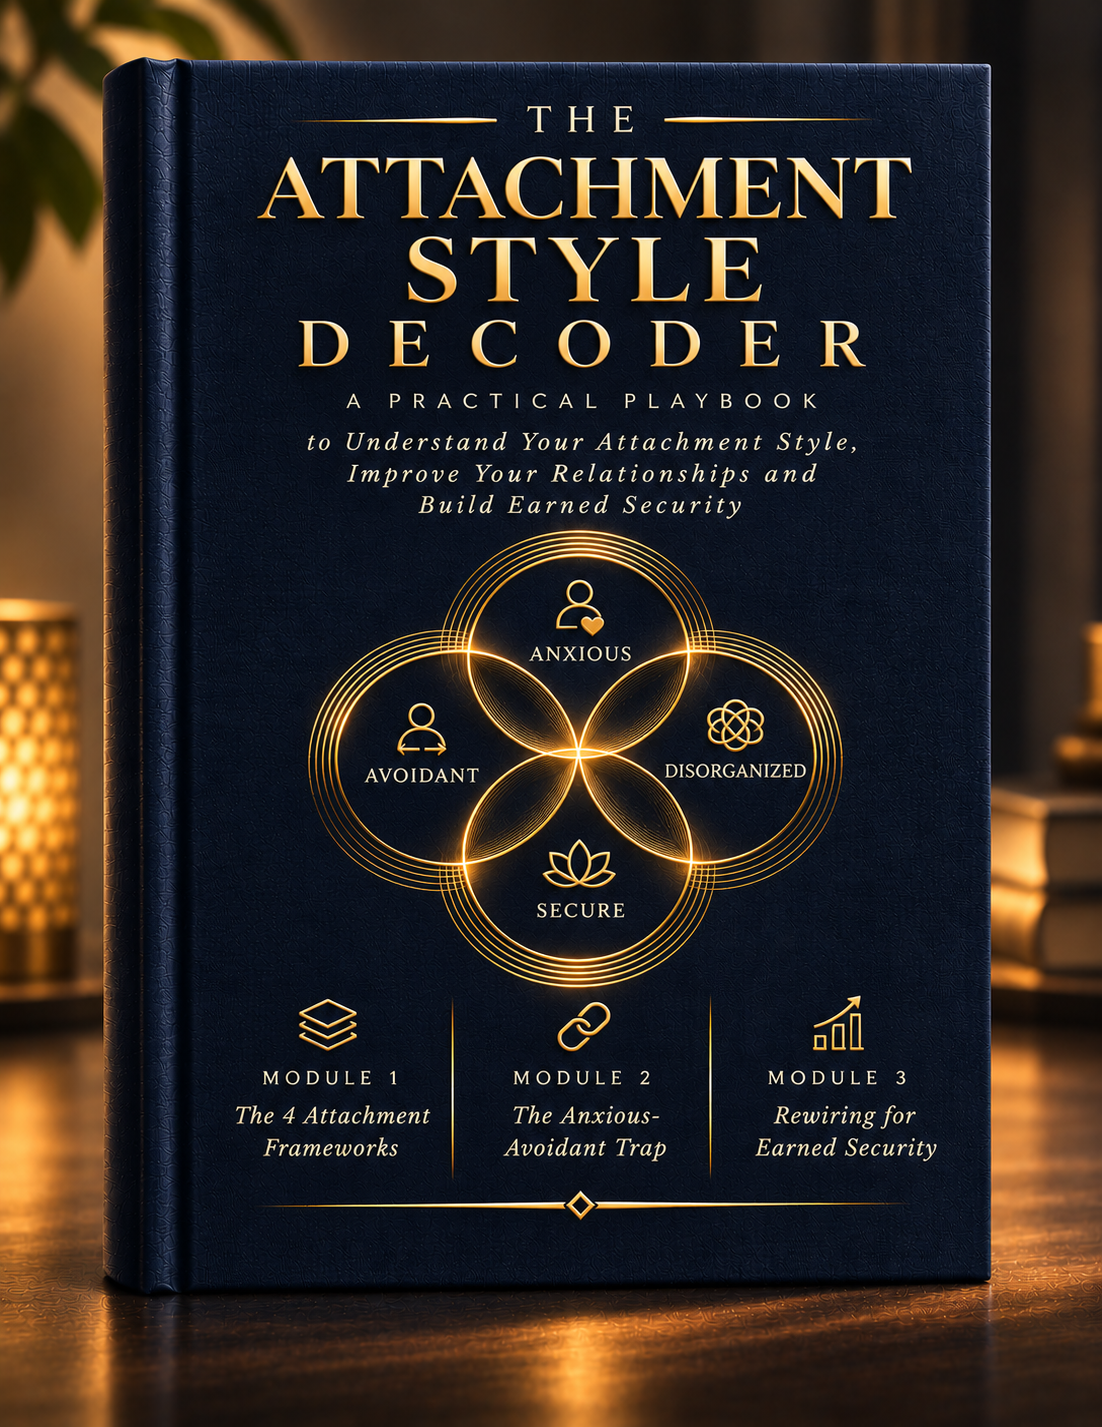 THE
ATTACHMENT
STYLE
DECODER
A PRACTICAL PLAYBOOK
to Understand Your Attachment Style,
Improve Your Relationships and
Build Earned Security
ANXIOUS
AVOIDANT
DISORGANIZED
SECURE
MODULE 1
The 4 Attachment
Frameworks
MODULE 2
The Anxious-
Avoidant Trap
MODULE 3
Rewiring for
Earned Security